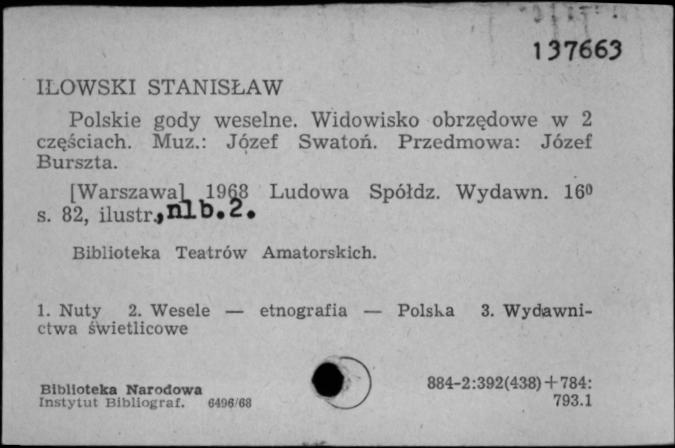 137663
IŁOWSKI STANISŁAW
Polskie gody weselne. Widowisko obrzędowe w 2
częściach. Muz.: Józef Swatoń. Przedmowa: Józef
Burszta.
[Warszawa] 1968 Ludowa Spółdz. Wydawn. 16⁰
s. 82, ilustr., nlb.2.
Biblioteka Teatrów Amatorskich.
1. Nuty 2. Wesele — etnografia — Polska 3. Wydawni-
ctwa świetlicowe
884-2:392(438)+784:
793.1
Biblioteka Narodowa
Instytut Bibliograf. 6496/68